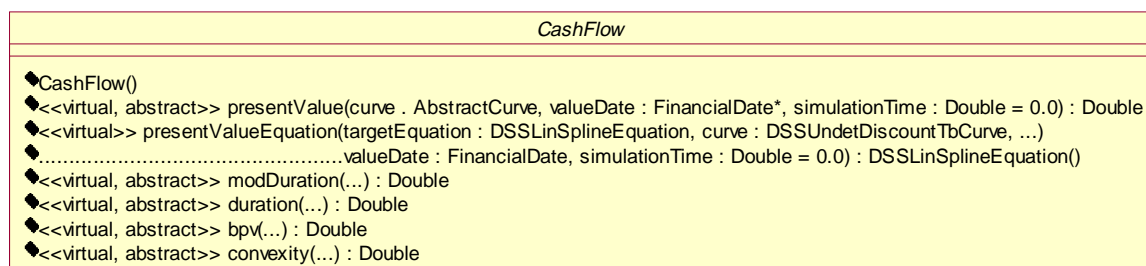 CashFlow
CashFlow()
<<virtual, abstract>> presentValue(curve . AbstractCurve, valueDate : FinancialDate*, simulationTime : Double = 0.0) : Double
<<virtual>> presentValueEquation(targetEquation : DSSLinSplineEquation, curve : DSSUndetDiscountTbCurve, ...)
..................................................valueDate : FinancialDate, simulationTime : Double = 0.0) : DSSLinSplineEquation()
<<virtual, abstract>> modDuration(...) : Double
<<virtual, abstract>> duration(...) : Double
<<virtual, abstract>> bpv(...) : Double
<<virtual, abstract>> convexity(...) : Double